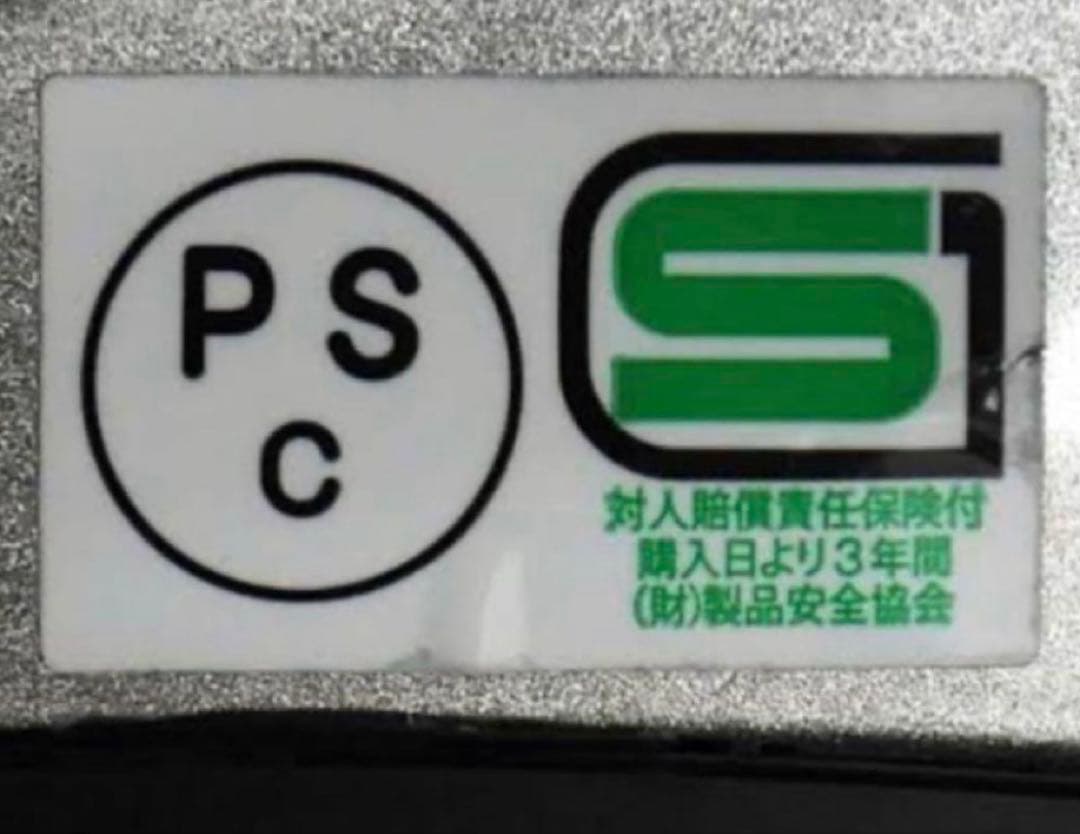 P S
C
SG
対人賠償責任保険付
購入日より3年間
(財)製品安全協会